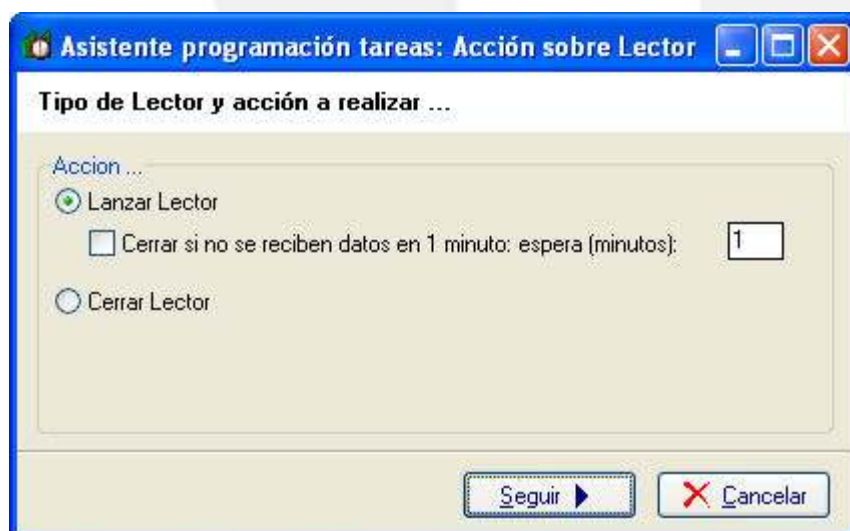 Asistente programación tareas: Acción sobre Lector
Tipo de Lector y acción a realizar ...
Accion ...
Lanzar Lector
Cerrar si no se reciben datos en 1 minuto: espera (minutos): 1
Cerrar Lector
Seguir Cancelar